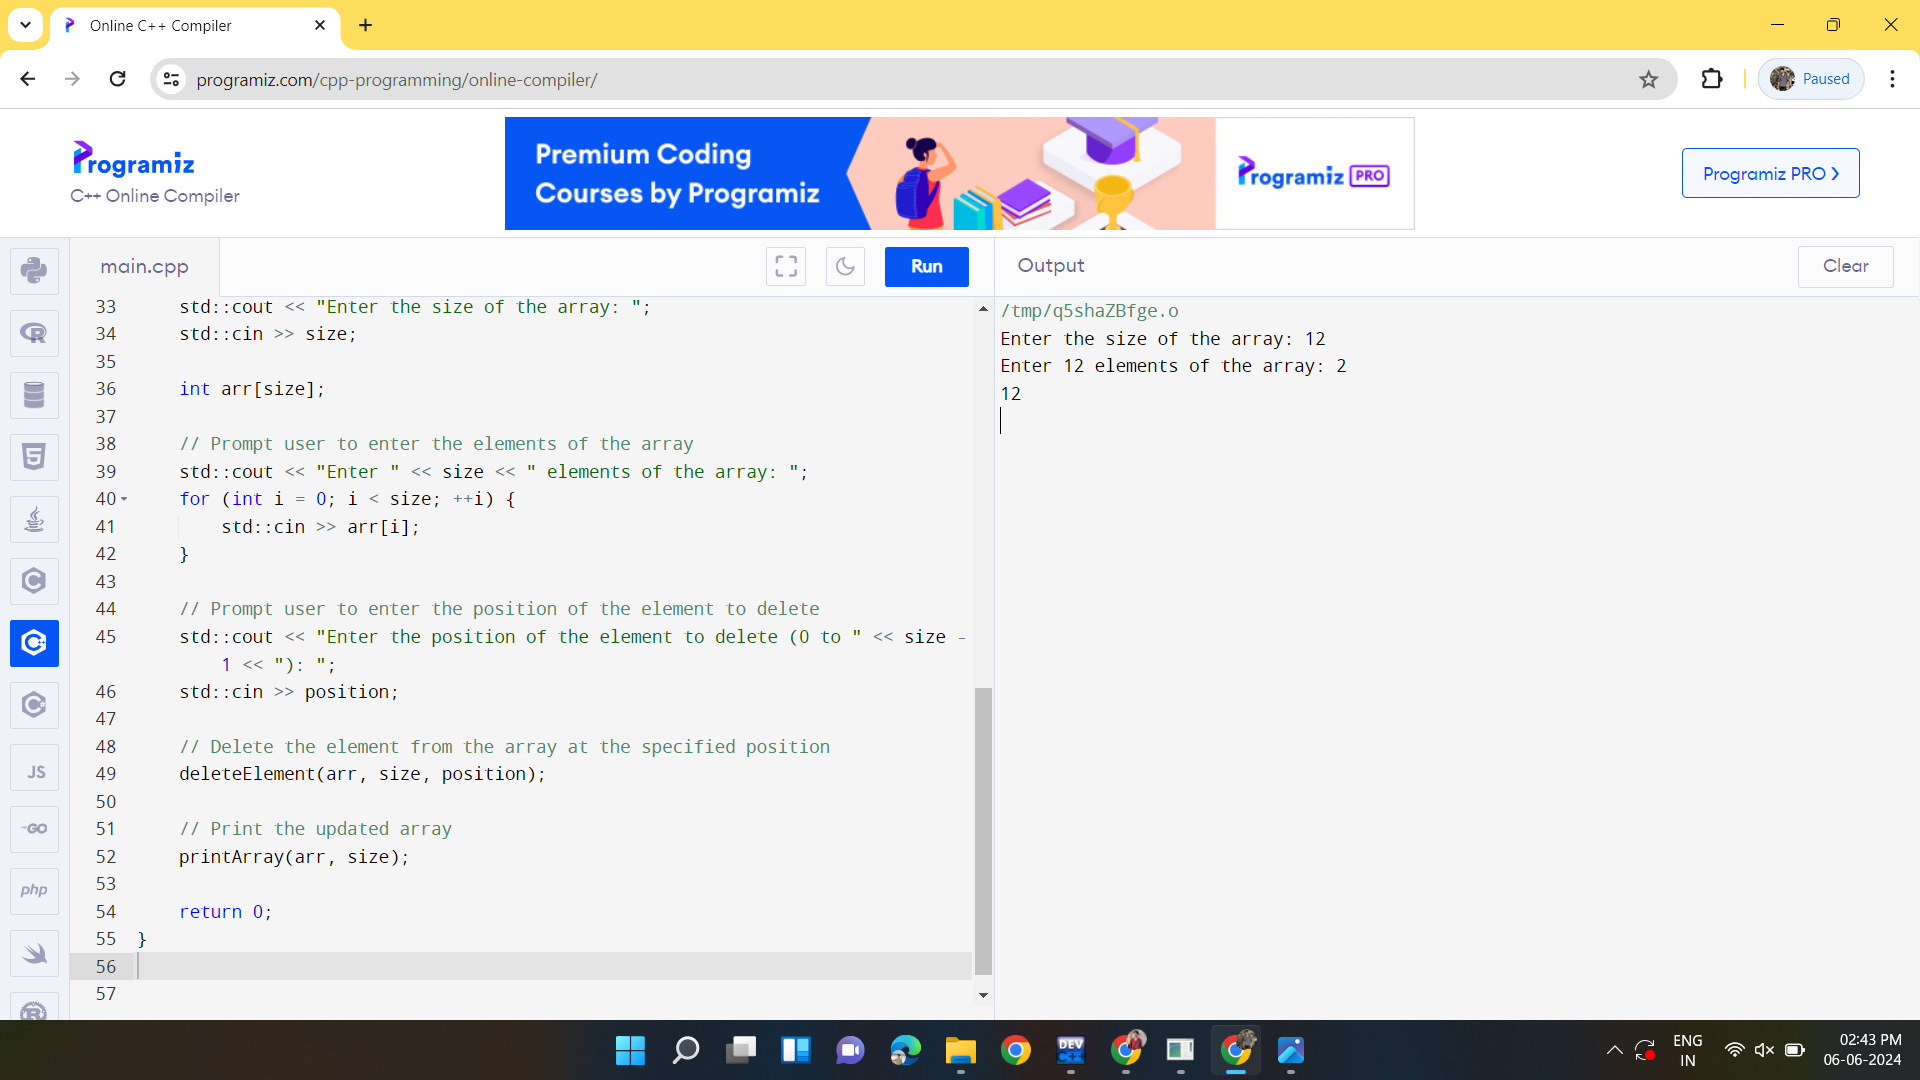 Online C++ Compiler
programiz.com/cpp-programming/online-compiler/
Paused
Programiz
C++ Online Compiler
Premium Coding
Courses by Programiz
Programiz PRO
Programiz PRO
main.cpp
Run
Output
Clear
33 std::cout << "Enter the size of the array: ";
34 std::cin >> size;
35
36 int arr[size];
37
38 // Prompt user to enter the elements of the array
39 std::cout << "Enter " << size << " elements of the array: ";
40 for (int i = 0; i < size; ++i) {
41 std::cin >> arr[i];
42 }
43
44 // Prompt user to enter the position of the element to delete
45 std::cout << "Enter the position of the element to delete (0 to " << size -
1 << "): ";
46 std::cin >> position;
47
48 // Delete the element from the array at the specified position
49 deleteElement(arr, size, position);
50
51 // Print the updated array
52 printArray(arr, size);
53
54 return 0;
55 }
56
57
/tmp/q5shaZBfge.o
Enter the size of the array: 12
Enter 12 elements of the array: 2
12
JS
GO
php
DEV
C++
ENG
IN
02:43 PM
06-06-2024